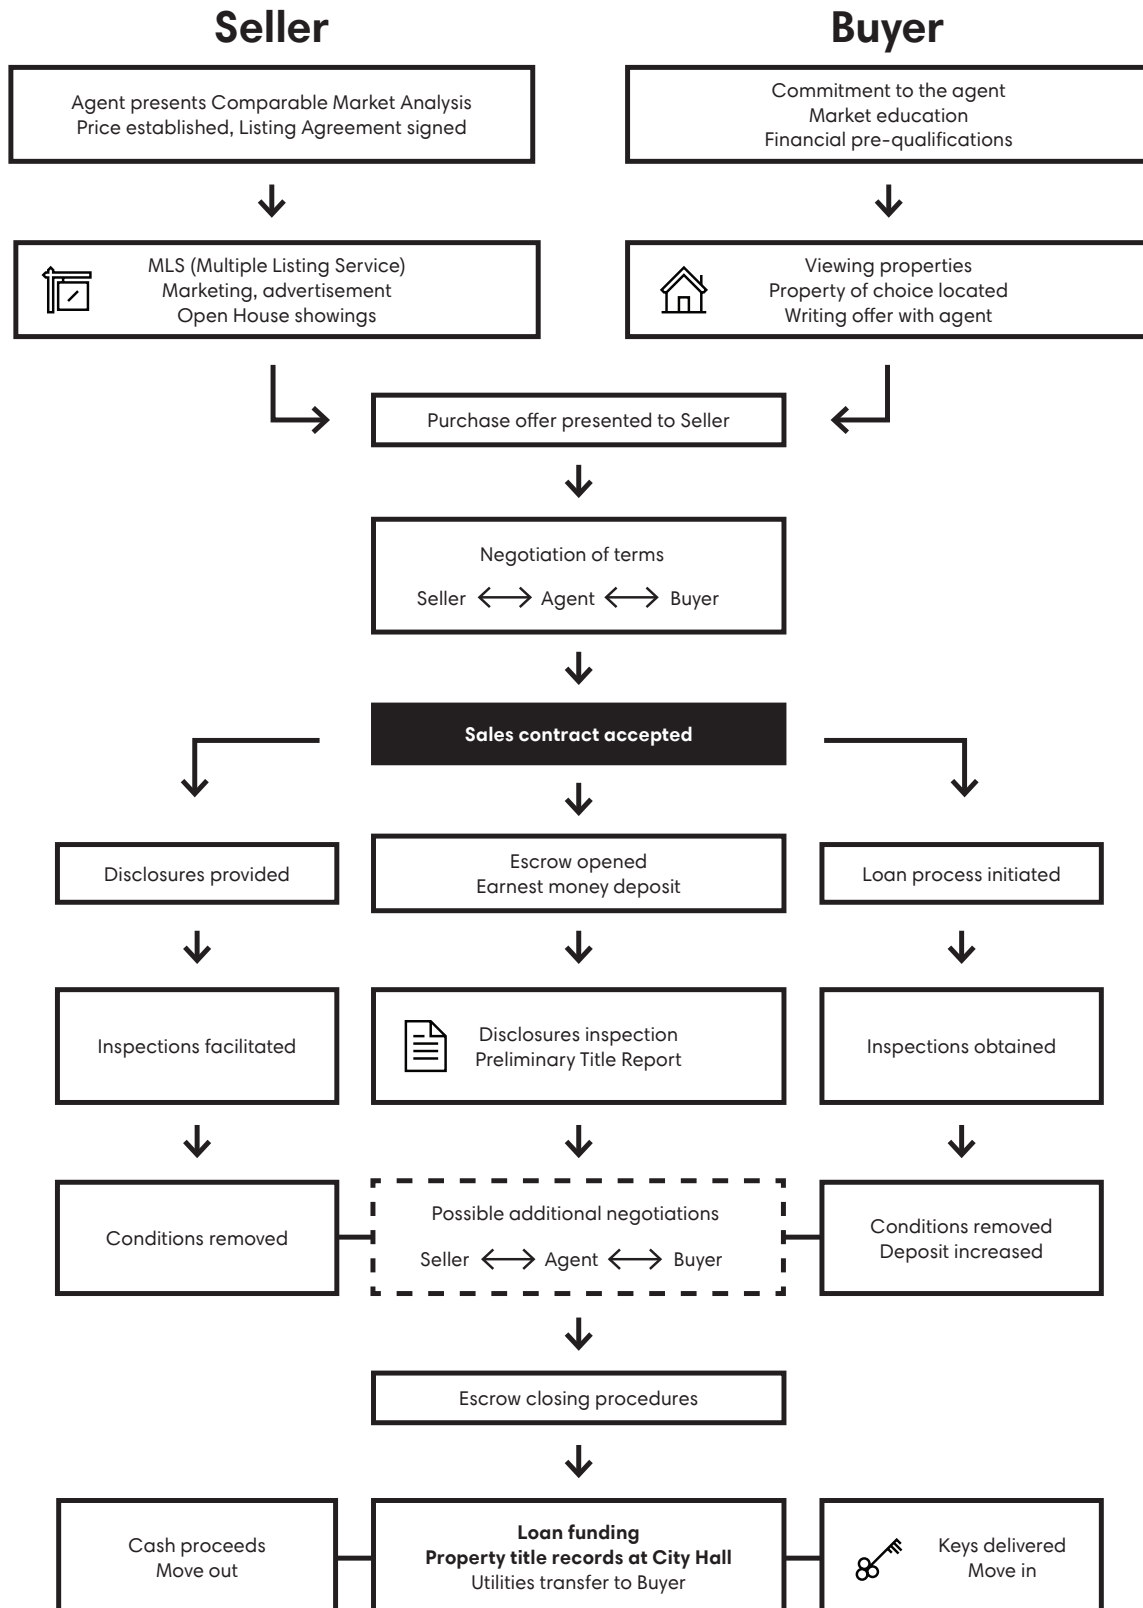 Seller
Buyer
Agent presents Comparable Market Analysis
Price established, Listing Agreement signed
Commitment to the agent
Market education
Financial pre-qualifications
MLS (Multiple Listing Service)
Marketing, advertisement
Open House showings
Viewing properties
Property of choice located
Writing offer with agent
Purchase offer presented to Seller
Negotiation of terms
Seller Agent Buyer
Sales contract accepted
Disclosures provided
Escrow opened
Earnest money deposit
Loan process initiated
Inspections facilitated
Disclosures inspection
Preliminary Title Report
Inspections obtained
Conditions removed
Possible additional negotiations
Seller Agent Buyer
Conditions removed
Deposit increased
Escrow closing procedures
Cash proceeds
Move out
Loan funding
Property title records at City Hall
Utilities transfer to Buyer
Keys delivered
Move in